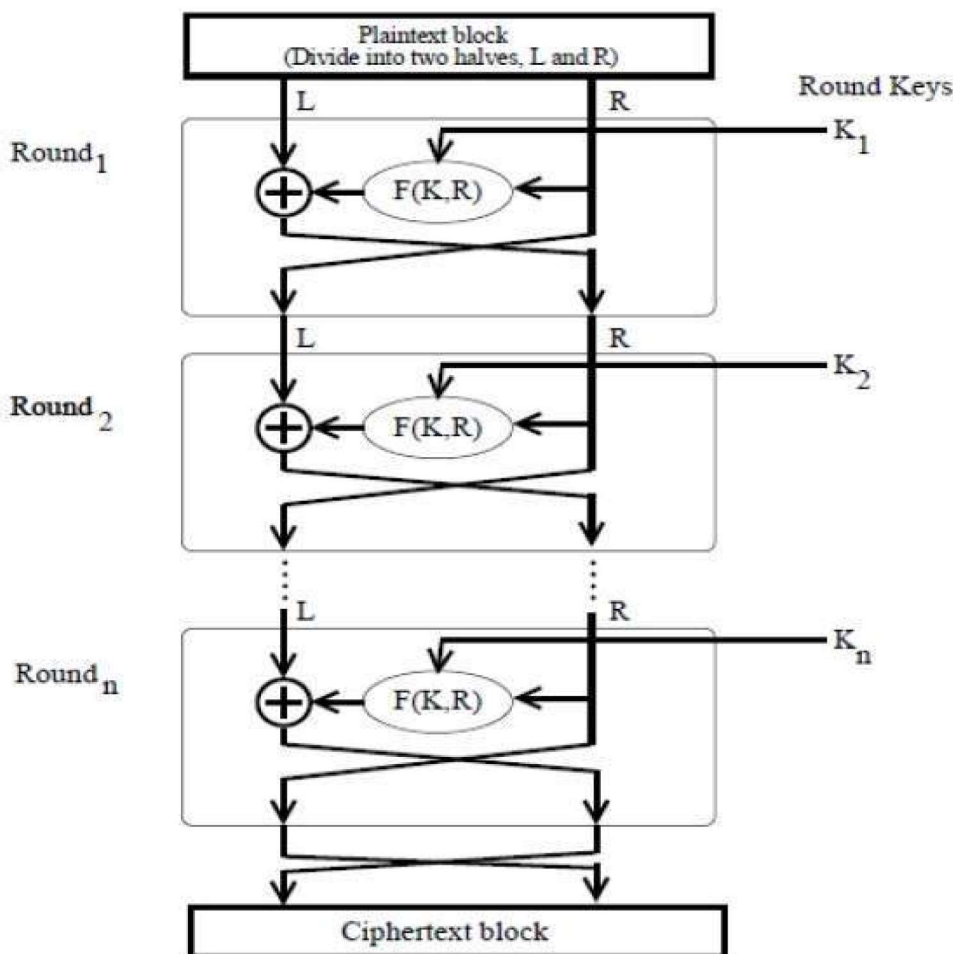 Plaintext block
(Divide into two halves, L and R)
Round Keys
L
R
K1
Round1
F(K,R)
L
R
K2
Round2
F(K,R)
L
R
Kn
Roundn
F(K,R)
Ciphertext block